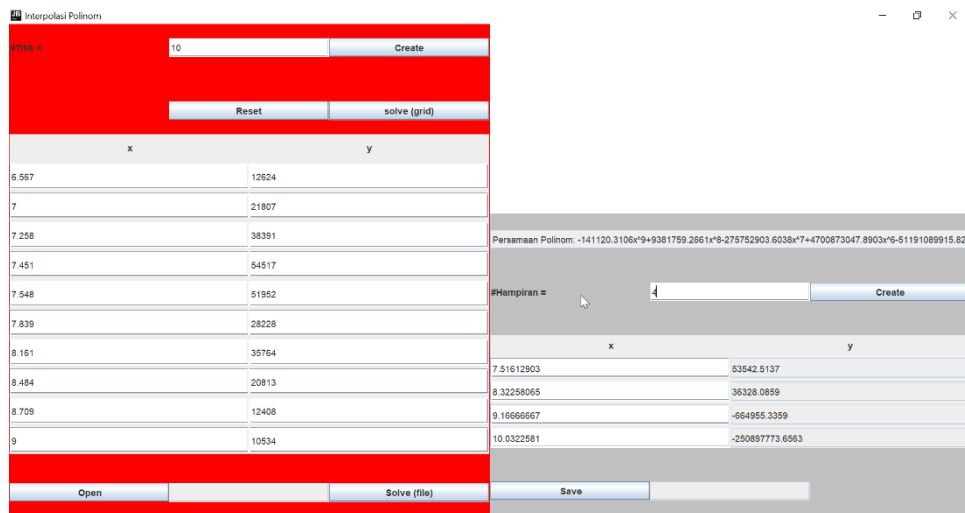 Interpolasi Polinom
#Titik = 10 Create
Reset solve (grid)
x y
6.567 12624
7 21807
7.258 38391
7.451 54517
7.548 51952
7.839 28228
8.161 35764
8.484 20813
8.709 12408
9 10534
Open Solve (file)
Persamaan Polinom: -141120.3106x^9+9381759.2661x^8-275752903.6038x^7+4700873047.8903x^6-51191089915.82
#Hampiran = 4 Create
x y
7.51612903 53542.5137
8.32258065 36328.0859
9.16666667 -664955.3359
10.0322581 -250897773.6563
Save